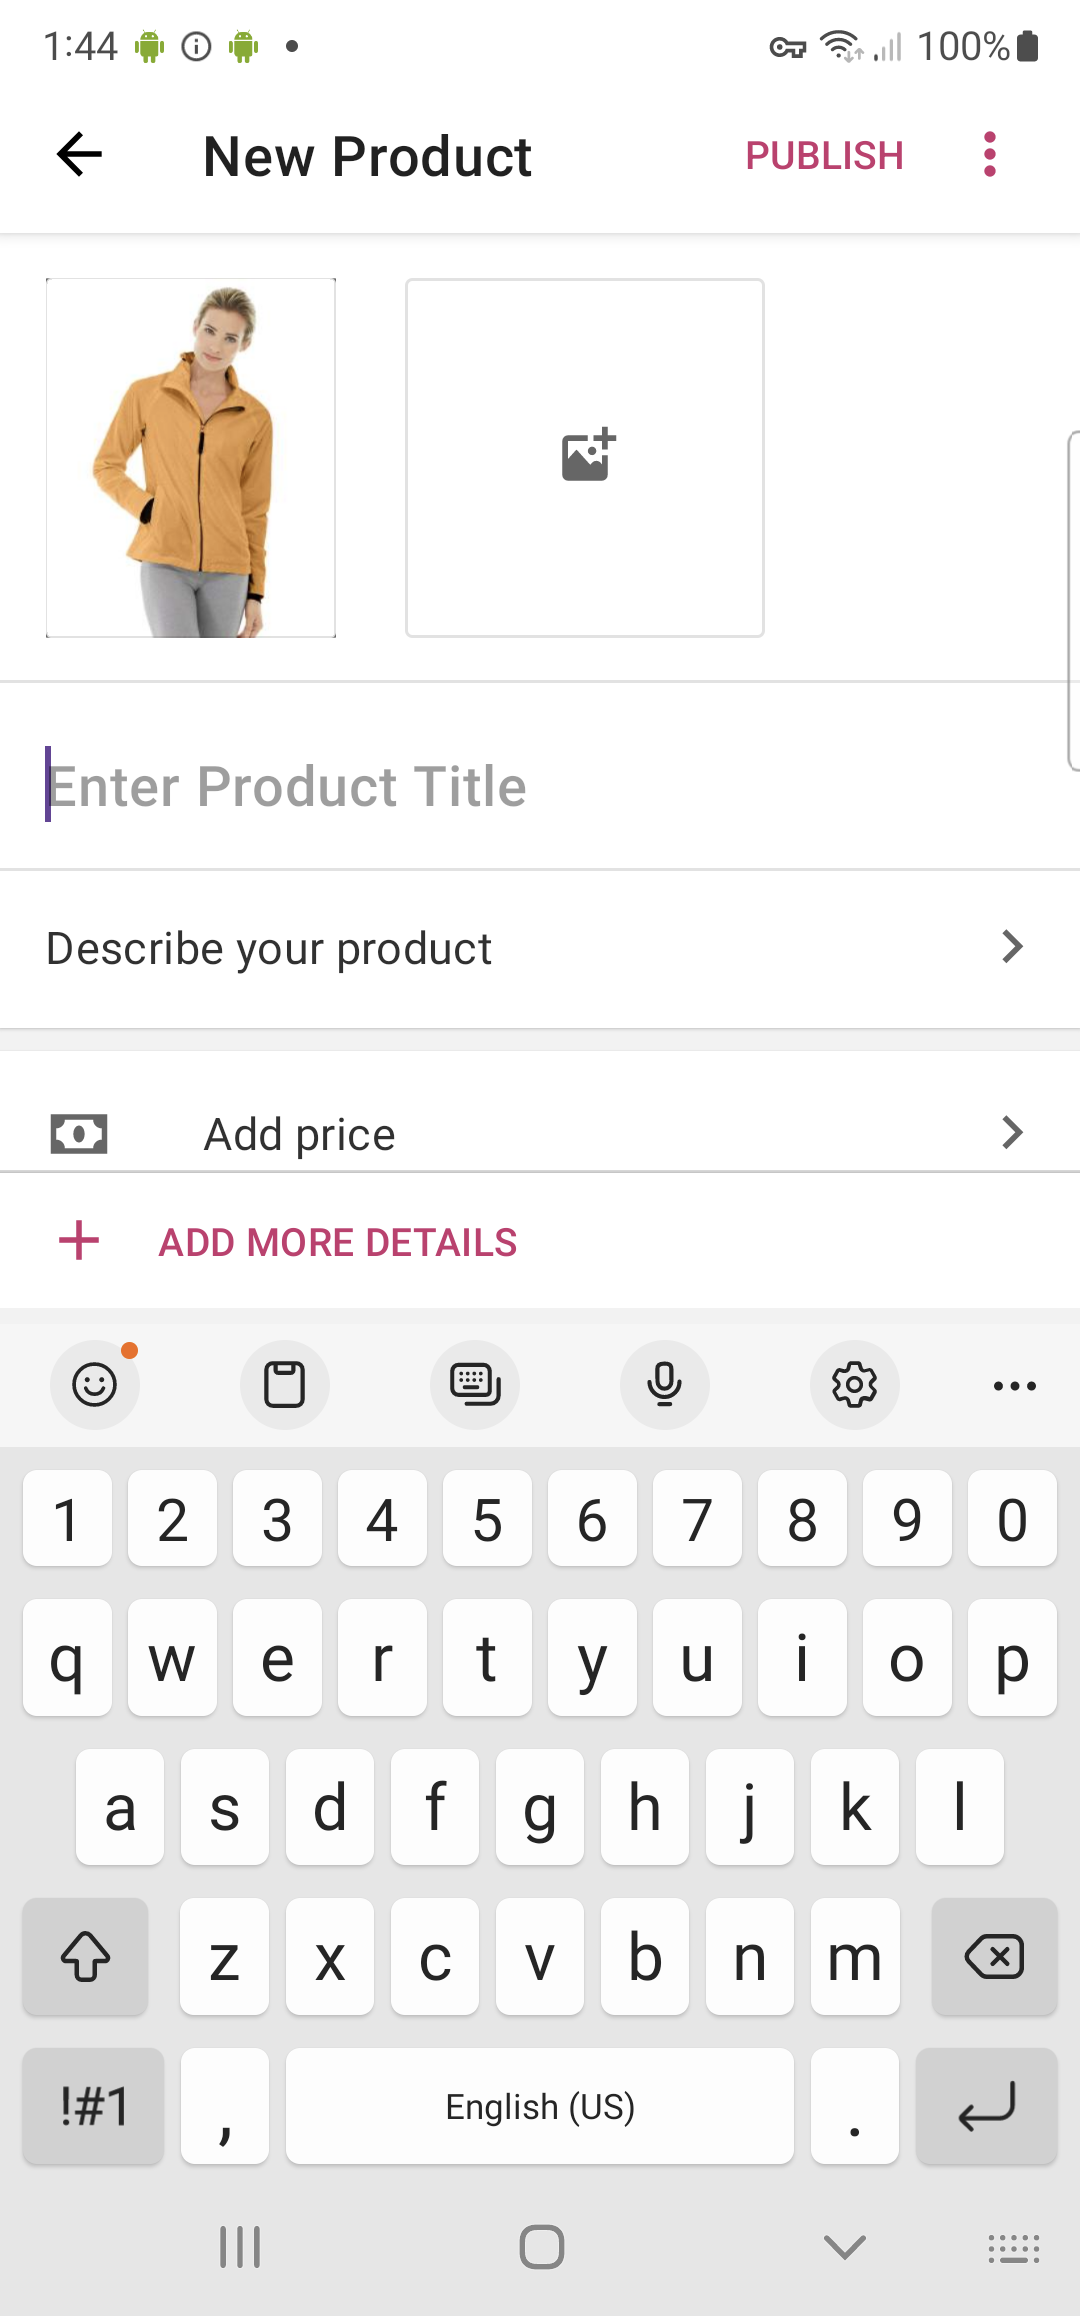 1:44 100%
New Product PUBLISH
Enter Product Title
Describe your product
Add price
ADD MORE DETAILS
1 2 3 4 5 6 7 8 9 0
q w e r t y u i o p
a s d f g h j k l
z x c v b n m
!#1 , English (US) .